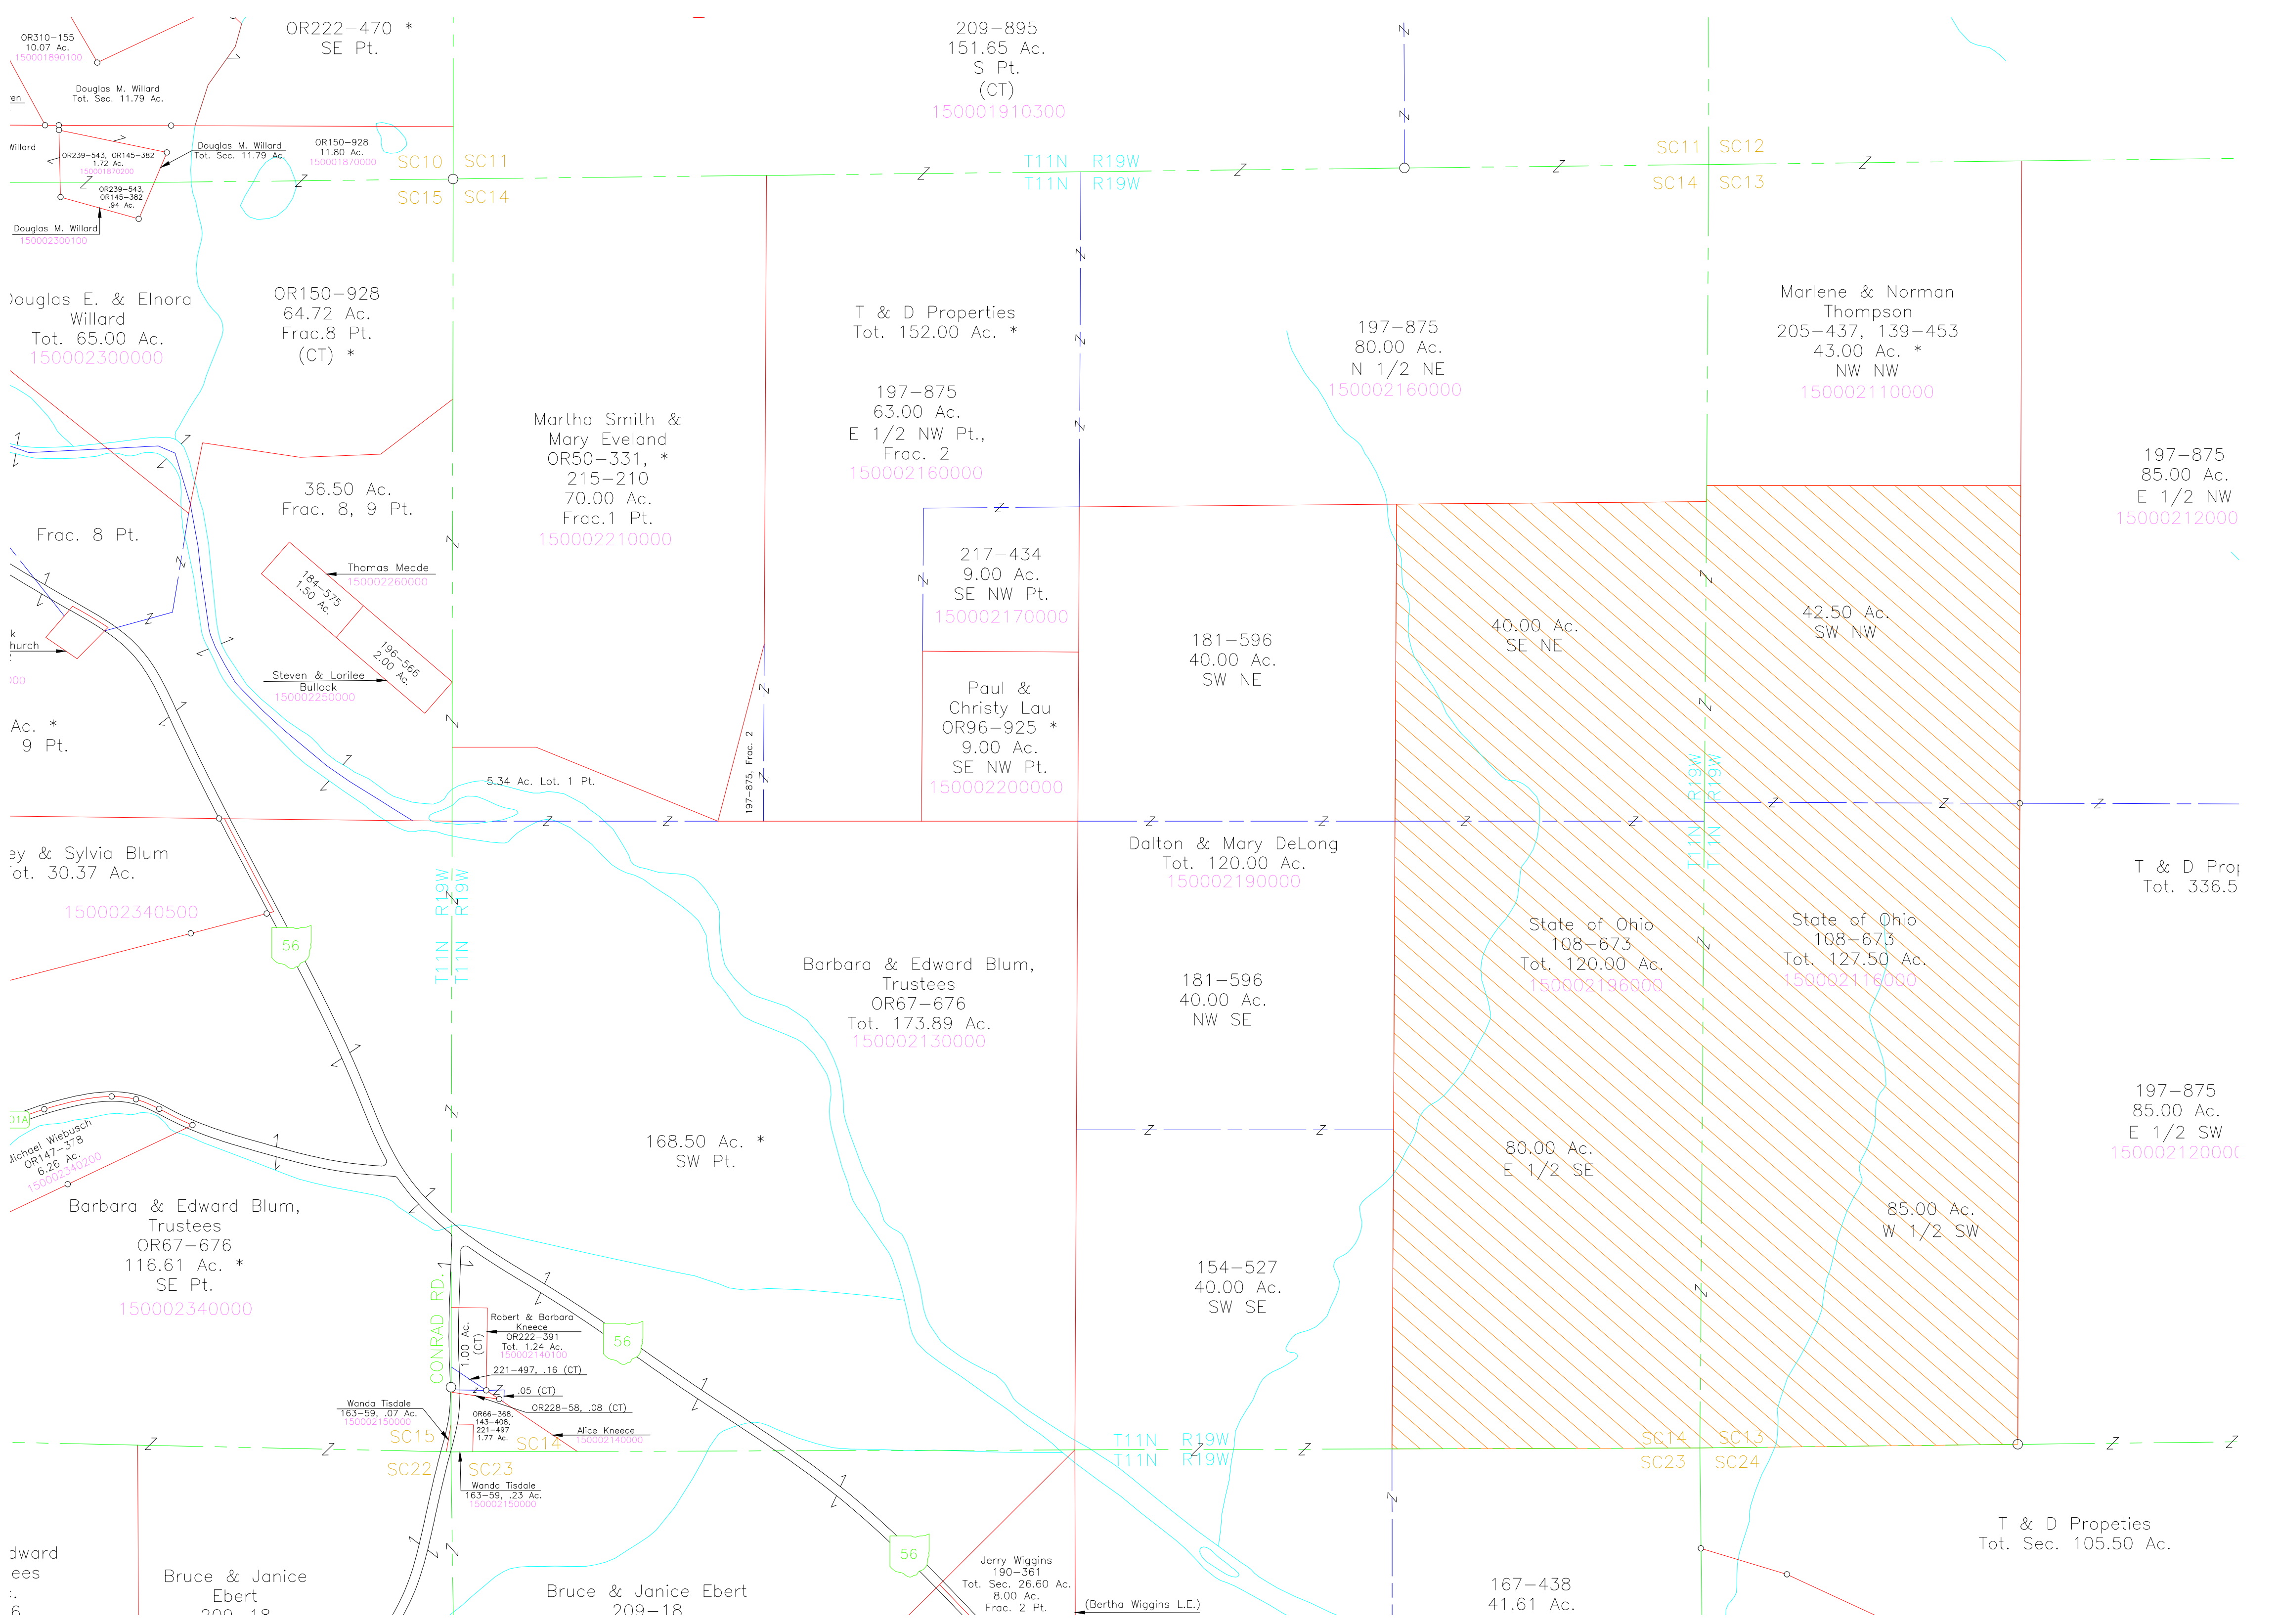 OR310-155
10.07 Ac.
150001890100
OR222-470 *
SE Pt.
209-895
151.65 Ac.
S Pt.
(CT)
150001910300
Douglas M. Willard
Tot. Sec. 11.79 Ac.
OR239-543, OR145-382
1.72 Ac.
150001870200
OR239-543,
OR145-382
.94 Ac.
Douglas M. Willard
Tot. Sec. 11.79 Ac.
Douglas M. Willard
150002300100
OR150-928
11.80 Ac.
150001870000
SC10 SC11
SC15 SC14
T11N R19W
T11N R19W
SC11 SC12
SC14 SC13
Douglas E. & Elnora
Willard
Tot. 65.00 Ac.
150002300000
OR150-928
64.72 Ac.
Frac.8 Pt.
(CT) *
T & D Properties
Tot. 152.00 Ac. *
197-875
63.00 Ac.
E 1/2 NW Pt.,
Frac. 2
150002160000
197-875
80.00 Ac.
N 1/2 NE
150002160000
Marlene & Norman
Thompson
205-437, 139-453
43.00 Ac. *
NW NW
150002110000
Martha Smith &
Mary Eveland
OR50-331, *
215-210
70.00 Ac.
Frac.1 Pt.
150002210000
197-875
85.00 Ac.
E 1/2 NW
15000212000
36.50 Ac.
Frac. 8, 9 Pt.
Frac. 8 Pt.
Thomas Meade
150002260000
184-575
1.50 Ac.
196-566
2.00 Ac.
Steven & Lorilee
Bullock
150002250000
217-434
9.00 Ac.
SE NW Pt.
150002170000
181-596
40.00 Ac.
SW NE
40.00 Ac.
SE NE
42.50 Ac.
SW NW
Paul &
Christy Lau
OR96-925 *
9.00 Ac.
SE NW Pt.
150002200000
Ac. *
9 Pt.
5.34 Ac. Lot. 1 Pt.
197-875, Frac. 2
T11N R19W
T11N R19W
Dalton & Mary DeLong
Tot. 120.00 Ac.
150002190000
ey & Sylvia Blum
Tot. 30.37 Ac.
150002340500
T & D Prop
Tot. 336.5
T11N R19W
T11N R19W
56
State of Ohio
108-673
Tot. 120.00 Ac.
150002196000
State of Ohio
108-673
Tot. 127.50 Ac.
150002116000
Barbara & Edward Blum,
Trustees
OR67-676
Tot. 173.89 Ac.
150002130000
181-596
40.00 Ac.
NW SE
168.50 Ac. *
SW Pt.
80.00 Ac.
E 1/2 SE
197-875
85.00 Ac.
E 1/2 SW
150002120000
85.00 Ac.
W 1/2 SW
Michael Wiebusch
OR147-378
6.26 Ac.
150002340200
Barbara & Edward Blum,
Trustees
OR67-676
116.61 Ac. *
SE Pt.
150002340000
154-527
40.00 Ac.
SW SE
CONRAD RD.
1.00 Ac.
(CT)
Robert & Barbara
Kneece
OR222-391
Tot. 1.24 Ac.
150002140100
56
221-497, .16 (CT)
.05 (CT)
OR228-58, .08 (CT)
Wanda Tisdale
163-59, .07 Ac.
150002150000
OR66-368,
143-408,
221-497
1.77 Ac.
Alice Kneece
150002140000
SC15 SC14
SC22 SC23
T11N R19W
T11N R19W
SC14 SC13
SC23 SC24
Wanda Tisdale
163-59, .23 Ac.
150002150000
T & D Propeties
Tot. Sec. 105.50 Ac.
56
Jerry Wiggins
190-361
Tot. Sec. 26.60 Ac.
8.00 Ac.
Frac. 2 Pt.
(Bertha Wiggins L.E.)
Bruce & Janice
Ebert
209-18
Bruce & Janice Ebert
209-18
167-438
41.61 Ac.